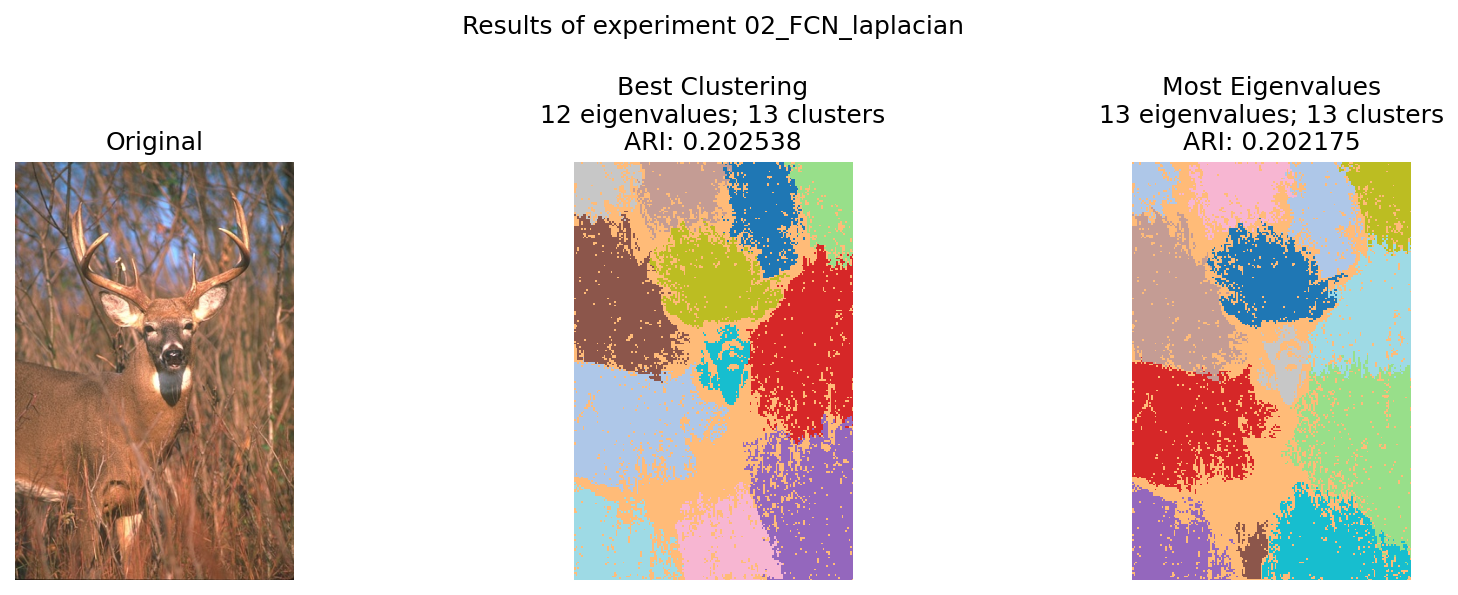 Results of experiment 02_FCN_laplacian
Original
Best Clustering
12 eigenvalues; 13 clusters
ARI: 0.202538
Most Eigenvalues
13 eigenvalues; 13 clusters
ARI: 0.202175